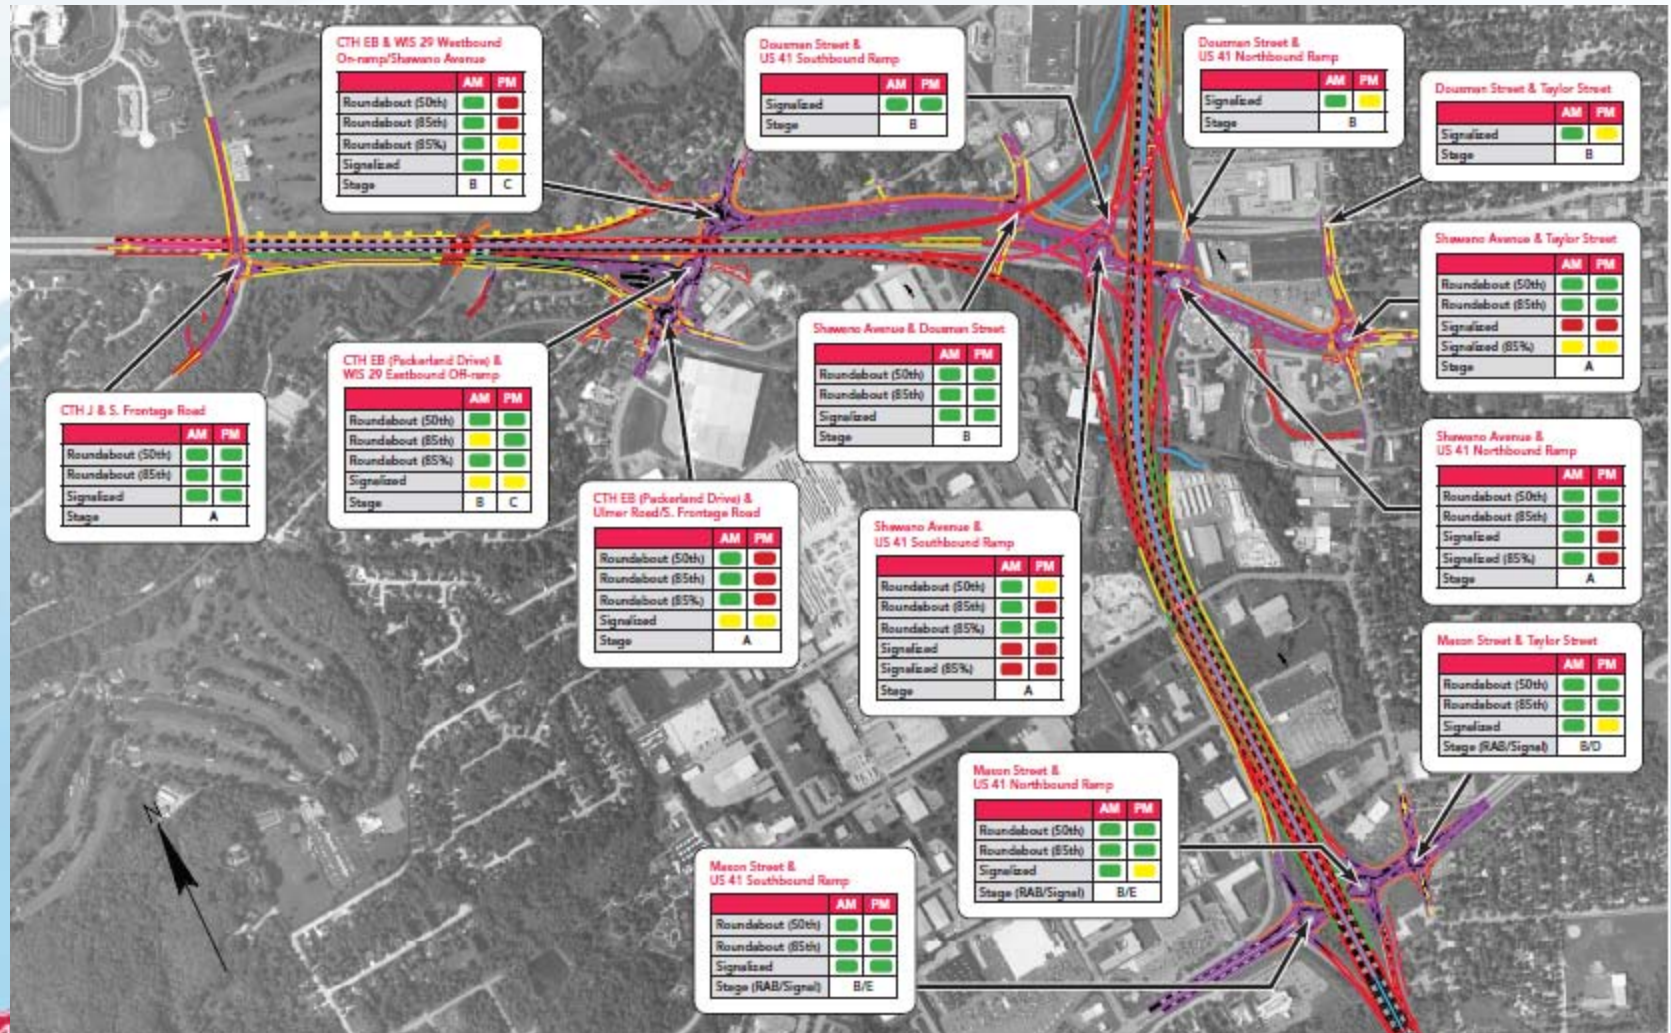 CTH EB & WIS 29 Westbound
On-ramp/Shawano Avenue
AM PM
Roundabout (50th)
Roundabout (85th)
Roundabout (85%)
Signalized
Stage B C
Dousman Street &
US 41 Southbound Ramp
AM PM
Signalized
Stage B
Dousman Street &
US 41 Northbound Ramp
AM PM
Signalized
Stage B
Dousman Street & Taylor Street
AM PM
Signalized
Stage B
Shawano Avenue & Taylor Street
AM PM
Roundabout (50th)
Roundabout (85th)
Signalized
Signalized (85%)
Stage A
CTH J & S. Frontage Road
AM PM
Roundabout (50th)
Roundabout (85th)
Signalized
Stage A
CTH EB (Packerland Drive) &
WIS 29 Eastbound Off-ramp
AM PM
Roundabout (50th)
Roundabout (85th)
Roundabout (85%)
Signalized
Stage B C
Shawano Avenue & Dousman Street
AM PM
Roundabout (50th)
Roundabout (85th)
Signalized
Stage B
CTH EB (Packerland Drive) &
Ulmer Road/S. Frontage Road
AM PM
Roundabout (50th)
Roundabout (85th)
Roundabout (85%)
Signalized
Stage A
Shawano Avenue &
US 41 Southbound Ramp
AM PM
Roundabout (50th)
Roundabout (85th)
Roundabout (85%)
Signalized
Signalized (85%)
Stage A
Shawano Avenue &
US 41 Northbound Ramp
AM PM
Roundabout (50th)
Roundabout (85th)
Signalized
Signalized (85%)
Stage A
Mason Street & Taylor Street
AM PM
Roundabout (50th)
Roundabout (85th)
Signalized
Stage (RAB/Signal) B/D
Mason Street &
US 41 Northbound Ramp
AM PM
Roundabout (50th)
Roundabout (85th)
Signalized
Stage (RAB/Signal) B/E
Mason Street &
US 41 Southbound Ramp
AM PM
Roundabout (50th)
Roundabout (85th)
Signalized
Stage (RAB/Signal) B/E
N